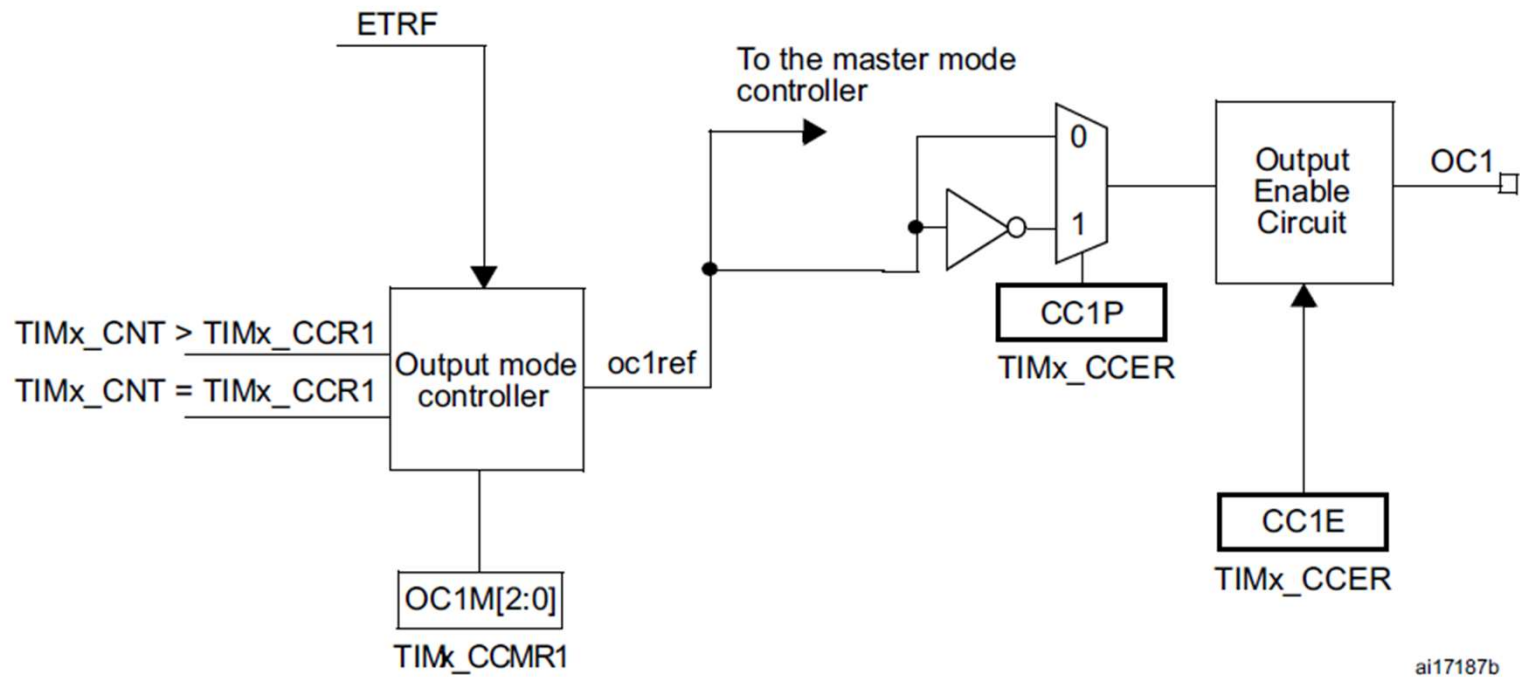 ETRF
To the master mode
controller
0
1
Output
Enable
Circuit
OC1
CC1P
TIMx_CCER
TIMx_CNT > TIMx_CCR1
TIMx_CNT = TIMx_CCR1
Output mode
controller
oc1ref
CC1E
TIMx_CCER
OC1M[2:0]
TIMx_CCMR1
ai17187b